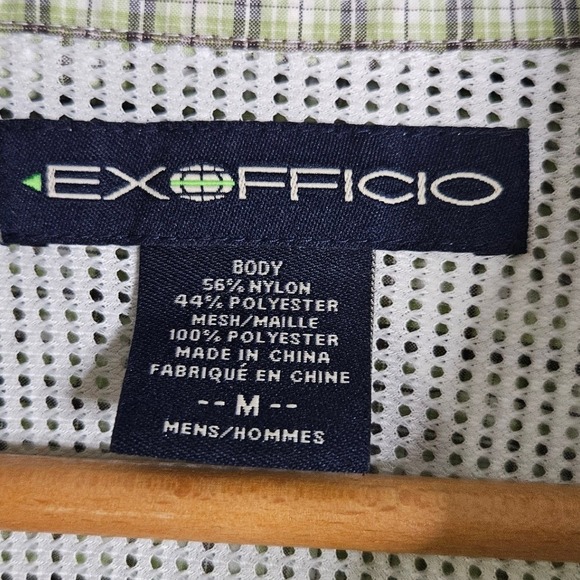 EXOFFICIO
BODY
56% NYLON
44% POLYESTER
MESH/MAILLE
100% POLYESTER
MADE IN CHINA
FABRIQUÉ EN CHINE
-- M --
MENS/HOMMES